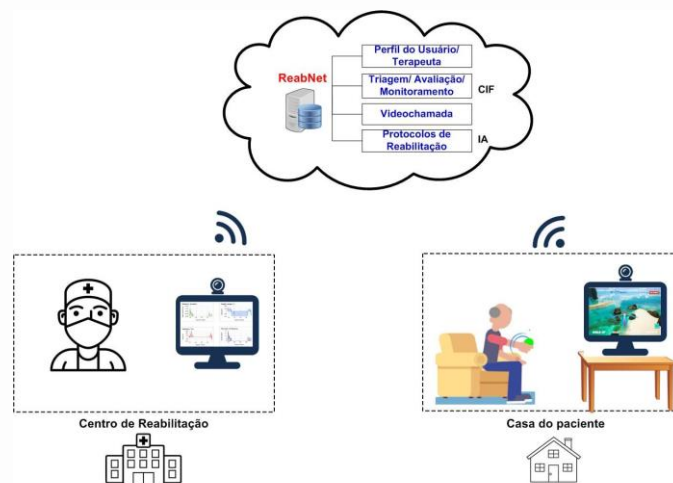 ReabNet
Perfil do Usuário/
Terapeuta
Triagem/ Avaliação/
Monitoramento
CIF
Videochamada
Protocolos de
Reabilitação
IA
Centro de Reabilitação
Casa do paciente